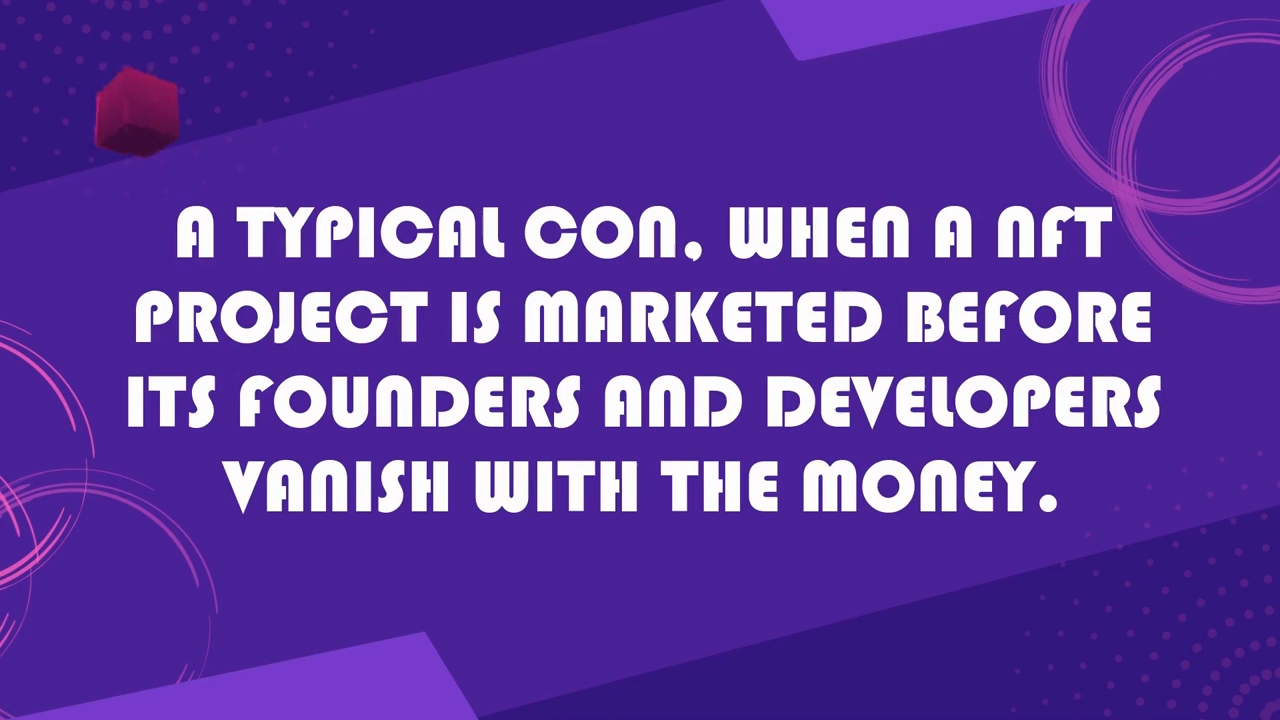 A TYPICAL CON, WHEN A NFT
PROJECT IS MARKETED BEFORE
ITS FOUNDERS AND DEVELOPERS
VANISH WITH THE MONEY.